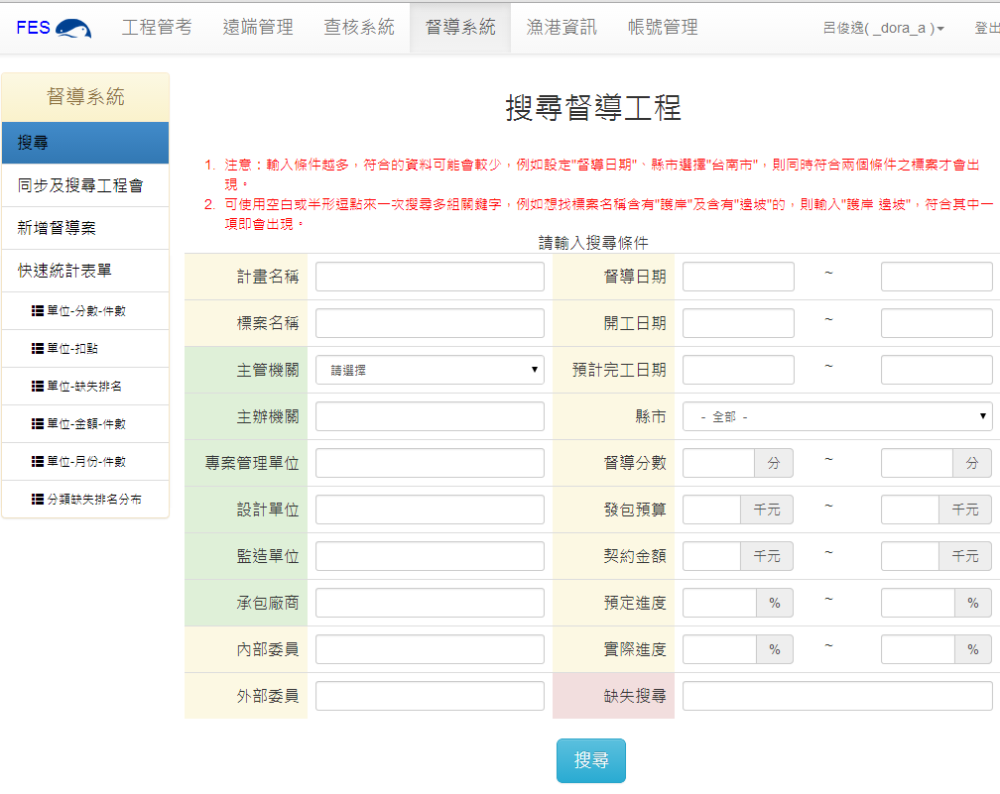 FES 工程管考 遠端管理 查核系統 督導系統 漁港資訊 帳號管理 呂俊逸( _dora_a ) 登出
督導系統
搜尋
同步及搜尋工程會
新增督導案
快速統計表單
單位-分數-件數
單位-扣點
單位-缺失排名
單位-金額-件數
單位-月份-件數
分類缺失排名分布
搜尋督導工程
1. 注意：輸入條件越多，符合的資料可能會較少，例如設定"督導日期"、縣市選擇"台南市"，則同時符合兩個條件之標案才會出
現。
2. 可使用空白或半形逗點來一次搜尋多組關鍵字，例如想找標案名稱含有"護岸"及含有"邊坡"的，則輸入"護岸 邊坡"，符合其中一
項即會出現。
請輸入搜尋條件
計畫名稱 督導日期 ~
標案名稱 開工日期 ~
主管機關 請選擇 預計完工日期 ~
主辦機關 縣市 - 全部 -
專案管理單位 督導分數 分 ~ 分
設計單位 發包預算 千元 ~ 千元
監造單位 契約金額 千元 ~ 千元
承包廠商 預定進度 % ~ %
內部委員 實際進度 % ~ %
外部委員 缺失搜尋
搜尋